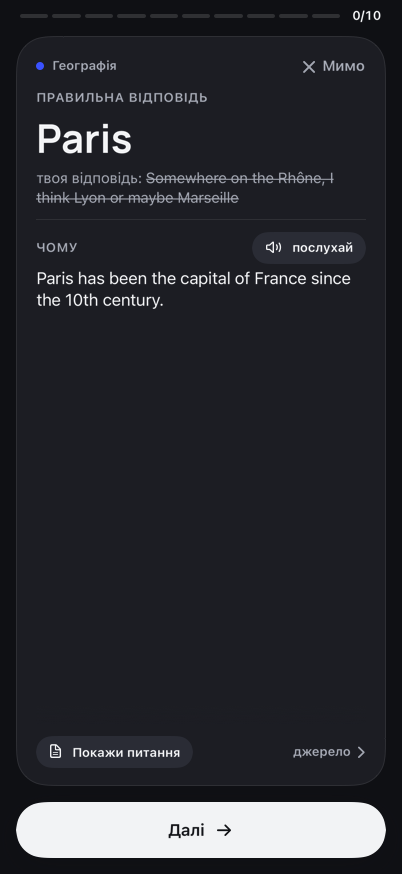 0/10
Географія
Мимо
ПРАВИЛЬНА ВІДПОВІДЬ
Paris
твоя відповідь: Somewhere on the Rhône, I
think Lyon or maybe Marseille
ЧОМУ
послухай
Paris has been the capital of France since
the 10th century.
Покажи питання
джерело
Далі